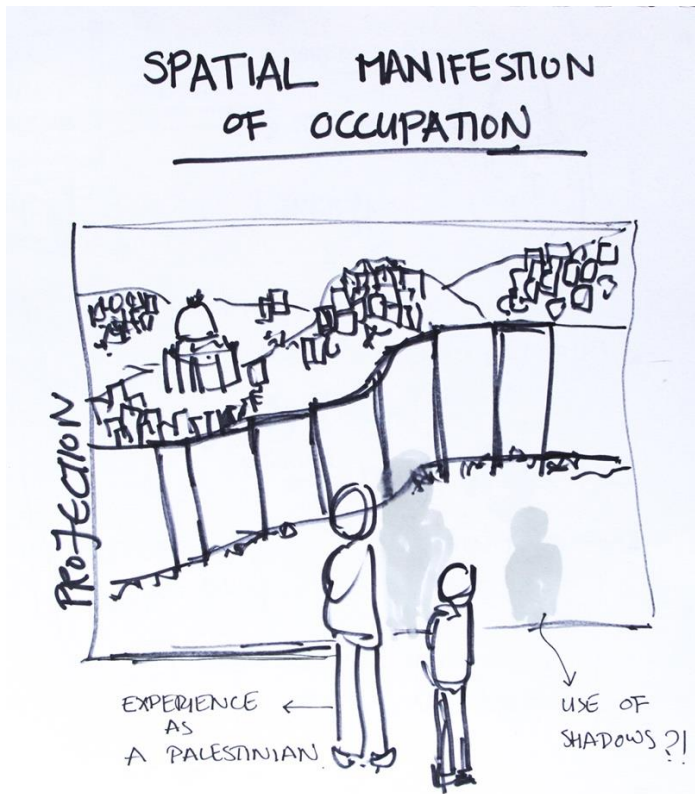 SPATIAL MANIFESTION
OF OCCUPATION
PROJECTION
EXPERIENCE
AS
A PALESTINIAN.
USE OF
SHADOWS?!